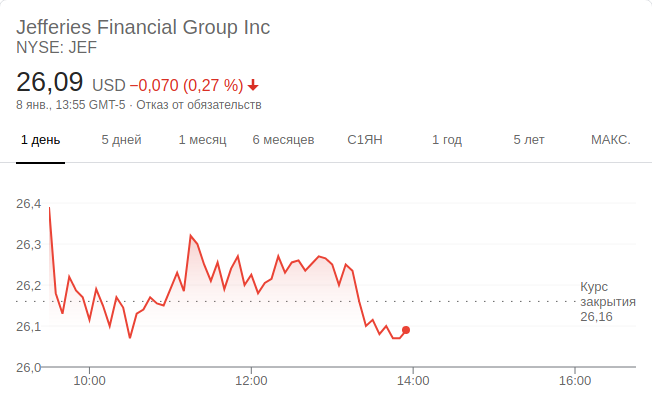 Jefferies Financial Group Inc
NYSE: JEF
26,09 USD −0,070 (0,27 %)
8 янв., 13:55 GMT-5 · Отказ от обязательств
1 день 5 дней 1 месяц 6 месяцев С1ЯН 1 год 5 лет МАКС.
26,4
26,3
26,2
Курс
закрытия
26,16
26,1
26,0
10:00 12:00 14:00 16:00